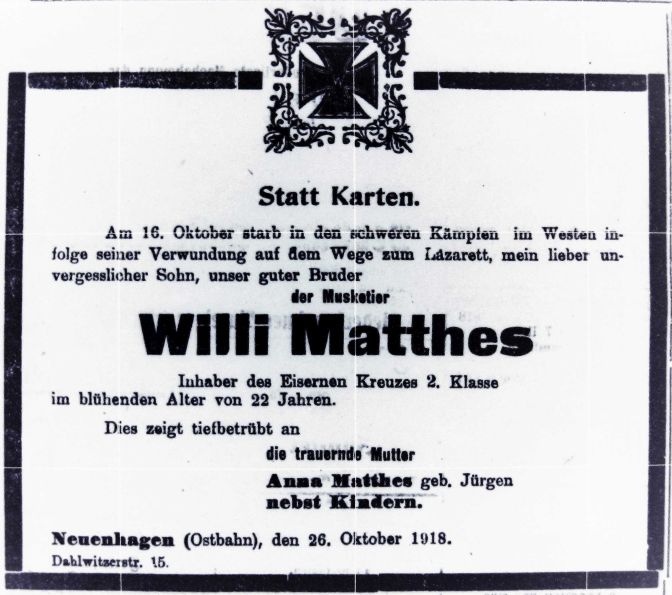 Statt Karten.
Am 16. Oktober starb in den schweren Kämpfen im Westen in-
folge seiner Verwundung auf dem Wege zum Lazarett, mein lieber un-
vergesslicher Sohn, unser guter Bruder
der Musketier
Willi Matthes
Inhaber des Eisernen Kreuzes 2. Klasse
im blühenden Alter von 22 Jahren.
Dies zeigt tiefbetrübt an
die trauernde Mutter
Anna Matthes geb. Jürgen
nebst Kindern.
Neuenhagen (Ostbahn), den 26. Oktober 1918.
Dahlwitzerstr. 15.